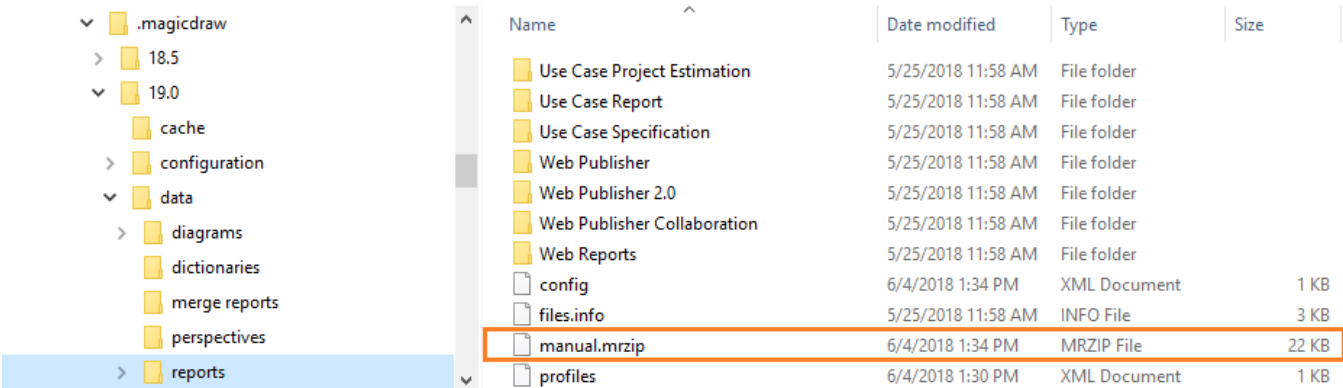 .magicdraw
18.5
19.0
cache
configuration
data
diagrams
dictionaries
merge reports
perspectives
reports
Name Date modified Type Size
Use Case Project Estimation 5/25/2018 11:58 AM File folder
Use Case Report 5/25/2018 11:58 AM File folder
Use Case Specification 5/25/2018 11:58 AM File folder
Web Publisher 5/25/2018 11:58 AM File folder
Web Publisher 2.0 5/25/2018 11:58 AM File folder
Web Publisher Collaboration 5/25/2018 11:58 AM File folder
Web Reports 5/25/2018 11:58 AM File folder
config 6/4/2018 1:34 PM XML Document 1 KB
files.info 5/25/2018 11:58 AM INFO File 3 KB
manual.mrzip 6/4/2018 1:34 PM MRZIP File 22 KB
profiles 6/4/2018 1:30 PM XML Document 1 KB